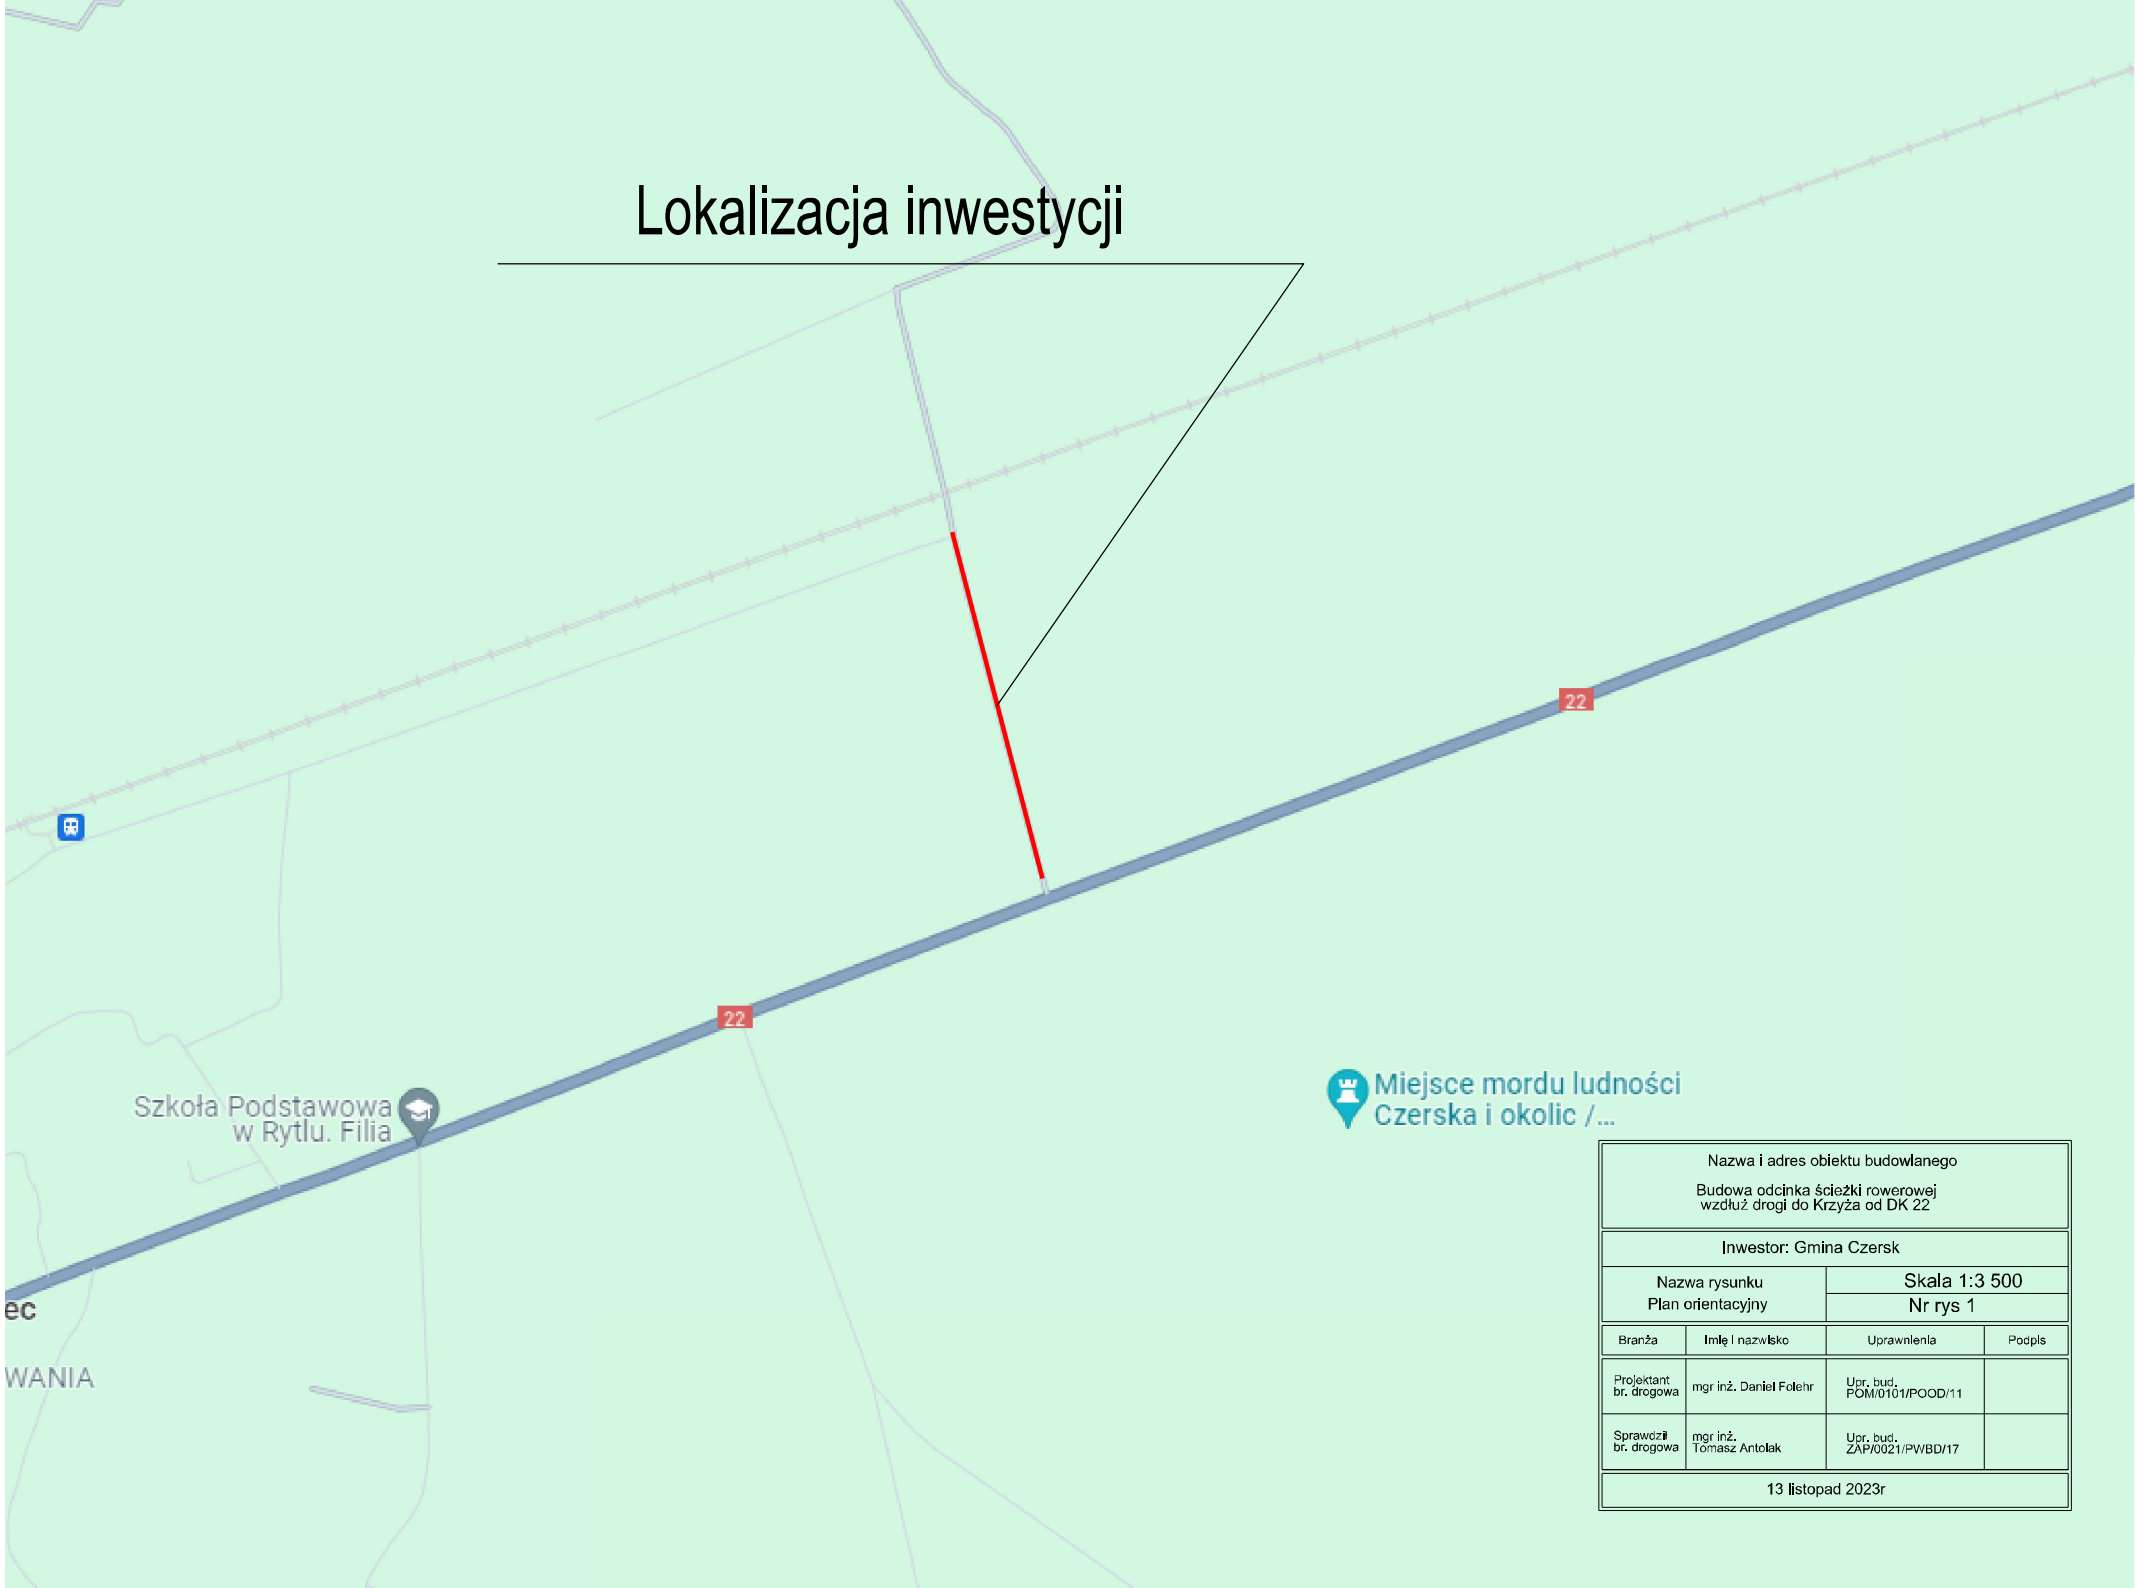 Lokalizacja inwestycji
22
22
Szkoła Podstawowa
w Rytlu. Filia
Miejsce mordu ludności
Czerska i okolic /...
ec
WANIA
Nazwa i adres obiektu budowlanego
Budowa odcinka ścieżki rowerowej
wzdłuż drogi do Krzyża od DK 22
Inwestor: Gmina Czersk
Nazwa rysunku
Plan orientacyjny
Skala 1:3 500
Nr rys 1
Branża Imię i nazwisko Uprawnienia Podpis
Projektant
br. drogowa
mgr inż. Daniel Folehr
Upr. bud.
POM/0101/POOD/11
Sprawdził
br. drogowa
mgr inż.
Tomasz Antolak
Upr. bud.
ZAP/0021/PWBD/17
13 listopad 2023r